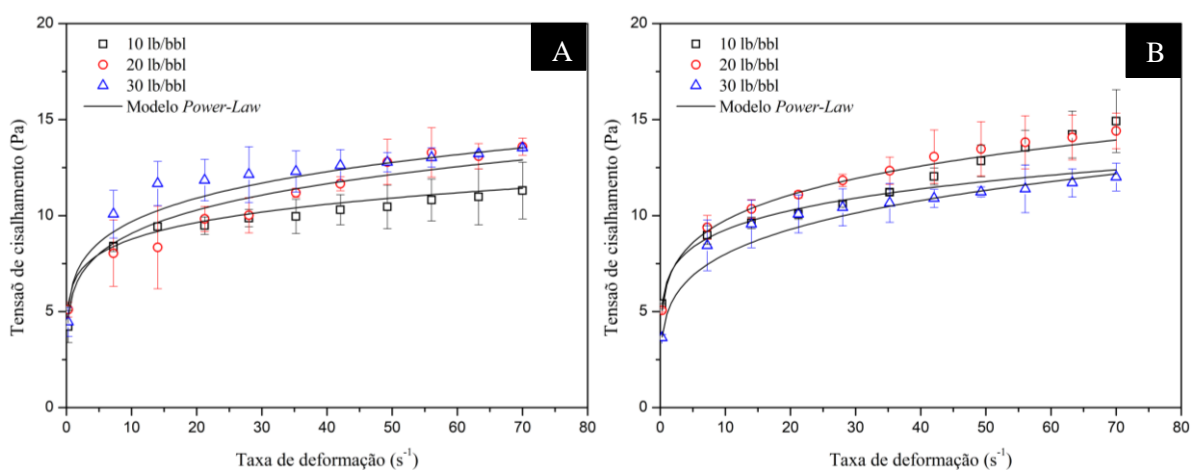 A
20
10 lb/bbl
20 lb/bbl
30 lb/bbl
Modelo Power-Law
15
10
5
0
Tensaõ de cisalhamento (Pa)
0 10 20 30 40 50 60 70 80
Taxa de deformação (s⁻¹)
B
20
10 lb/bbl
20 lb/bbl
30 lb/bbl
Modelo Power-Law
15
10
5
0
Tensaõ de cisalhamento (Pa)
0 10 20 30 40 50 60 70 80
Taxa de deformação (s⁻¹)